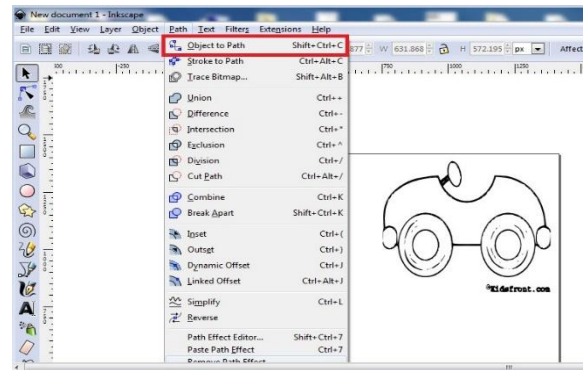 New document 1 - Inkscape
File Edit View Layer Object Path Text Filters Extensions Help
Object to Path Shift+Ctrl+C
877 W 631.868 H 572.195 px Affect
Stroke to Path Ctrl+Alt+C
Trace Bitmap... Shift+Alt+B
Union Ctrl++
Difference Ctrl+-
Intersection Ctrl+*
Exclusion Ctrl+^
Division Ctrl+/
Cut Path Ctrl+Alt+/
Combine Ctrl+K
Break Apart Shift+Ctrl+K
Inset Ctrl+(
Outset Ctrl+)
Dynamic Offset Ctrl+J
Linked Offset Ctrl+Alt+J
Simplify Ctrl+L
Reverse
Path Effect Editor... Shift+Ctrl+7
Paste Path Effect Ctrl+7
Remove Path Effect
©Kidsfront.com